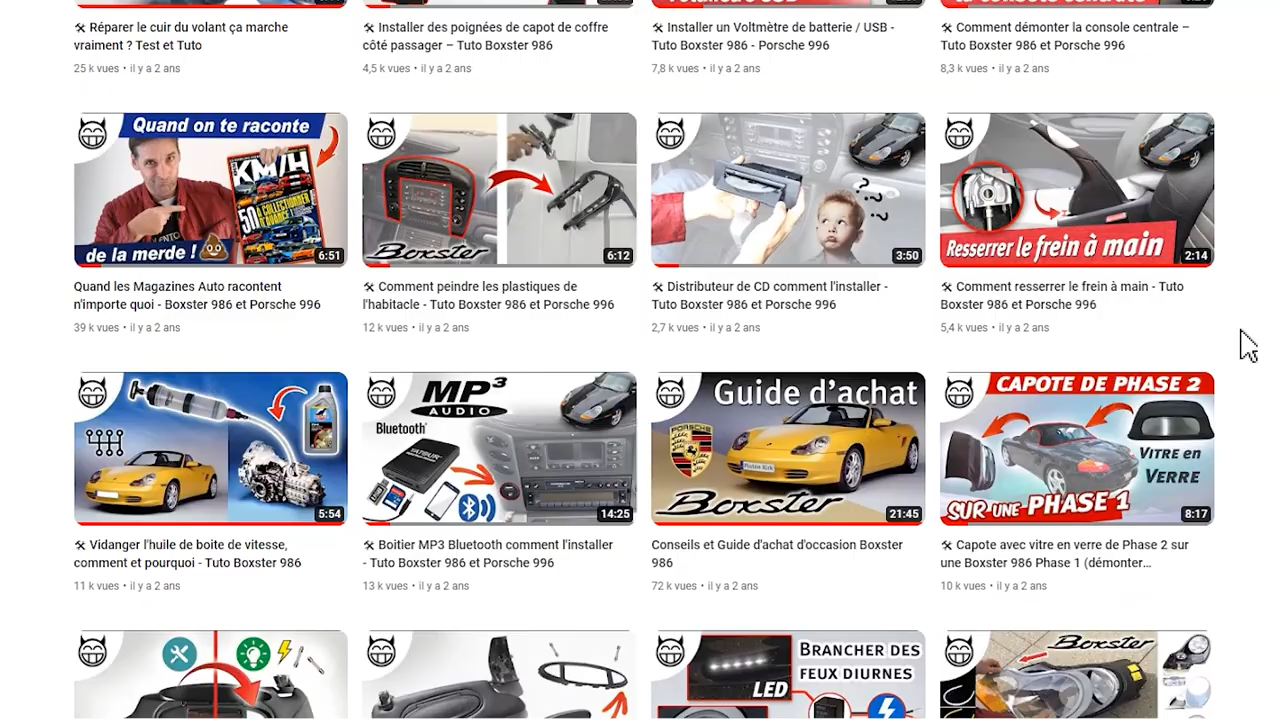 🛠 Réparer le cuir du volant ça marche
vraiment ? Test et Tuto
25 k vues • il y a 2 ans
🛠 Installer des poignées de capot de coffre
côté passager – Tuto Boxster 986
4,5 k vues • il y a 2 ans
🛠 Installer un Voltmètre de batterie / USB -
Tuto Boxster 986 - Porsche 996
7,8 k vues • il y a 2 ans
🛠 Comment démonter la console centrale –
Tuto Boxster 986 et Porsche 996
8,3 k vues • il y a 2 ans
Quand on te raconte
KM/H
50
À COLLECTIONNER
D'URGENCE !
de la merde !
6:51
Boxster
6:12
? ? ?
3:50
Resserrer le frein à main
2:14
Quand les Magazines Auto racontent
n'importe quoi - Boxster 986 et Porsche 996
39 k vues • il y a 2 ans
🛠 Comment peindre les plastiques de
l'habitacle - Tuto Boxster 986 et Porsche 996
12 k vues • il y a 2 ans
🛠 Distributeur de CD comment l'installer -
Tuto Boxster 986 et Porsche 996
2,7 k vues • il y a 2 ans
🛠 Comment resserrer le frein à main - Tuto
Boxster 986 et Porsche 996
5,4 k vues • il y a 2 ans
5:54
MP3
AUDIO
Bluetooth
YATOUR
14:25
Guide d'achat
PORSCHE
Boxster
21:45
CAPOTE DE PHASE 2
VITRE EN
VERRE
SUR UNE PHASE 1
8:17
🛠 Vidanger l'huile de boite de vitesse,
comment et pourquoi - Tuto Boxster 986
11 k vues • il y a 2 ans
🛠 Boitier MP3 Bluetooth comment l'installer
- Tuto Boxster 986 et Porsche 996
13 k vues • il y a 2 ans
Conseils et Guide d'achat d'occasion Boxster
986
72 k vues • il y a 2 ans
🛠 Capote avec vitre en verre de Phase 2 sur
une Boxster 986 Phase 1 (démonter…
10 k vues • il y a 2 ans
BRANCHER DES
FEUX DIURNES
LED
Boxster